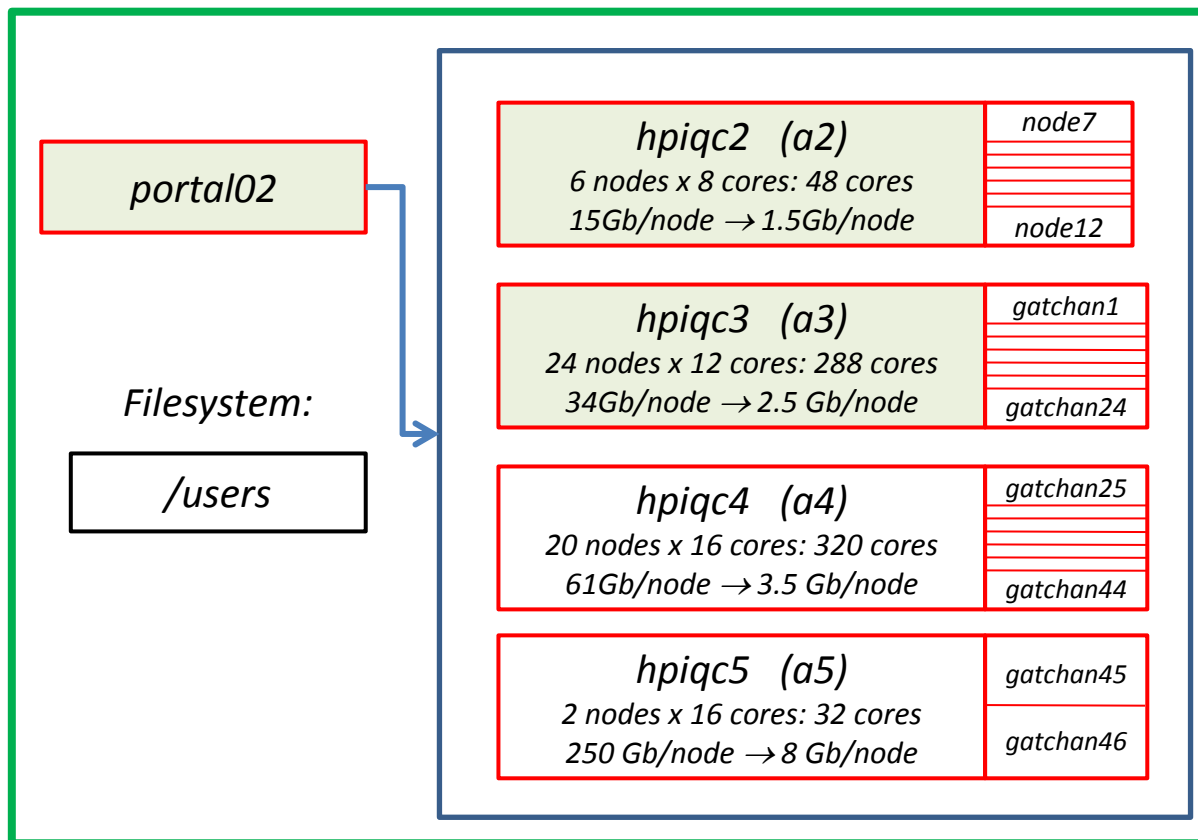 portal02
Filesystem:
/users
hpiqc2 (a2)
6 nodes x 8 cores: 48 cores
15Gb/node → 1.5Gb/node
node7
node12
hpiqc3 (a3)
24 nodes x 12 cores: 288 cores
34Gb/node → 2.5 Gb/node
gatchan1
gatchan24
hpiqc4 (a4)
20 nodes x 16 cores: 320 cores
61Gb/node → 3.5 Gb/node
gatchan25
gatchan44
hpiqc5 (a5)
2 nodes x 16 cores: 32 cores
250 Gb/node → 8 Gb/node
gatchan45
gatchan46